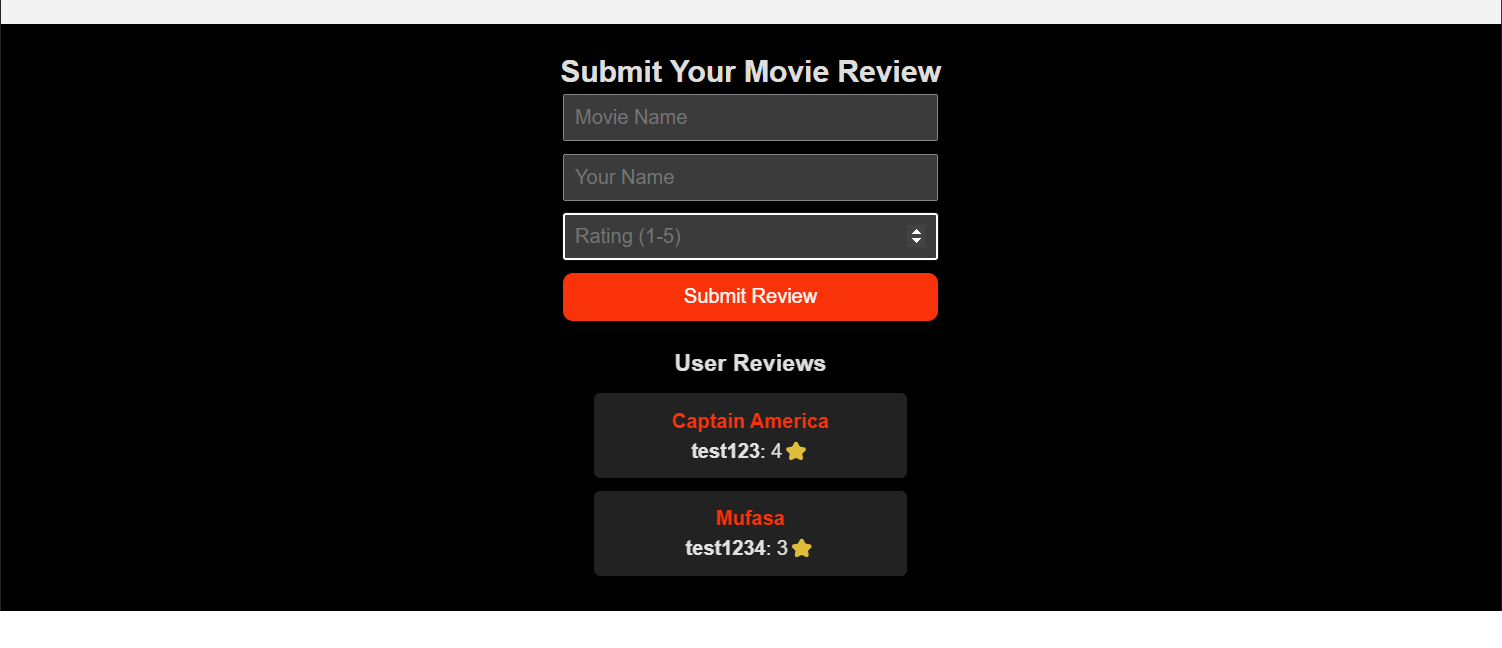 Submit Your Movie Review
Movie Name
Your Name
Rating (1-5)
Submit Review
User Reviews
Captain America
test123: 4
Mufasa
test1234: 3